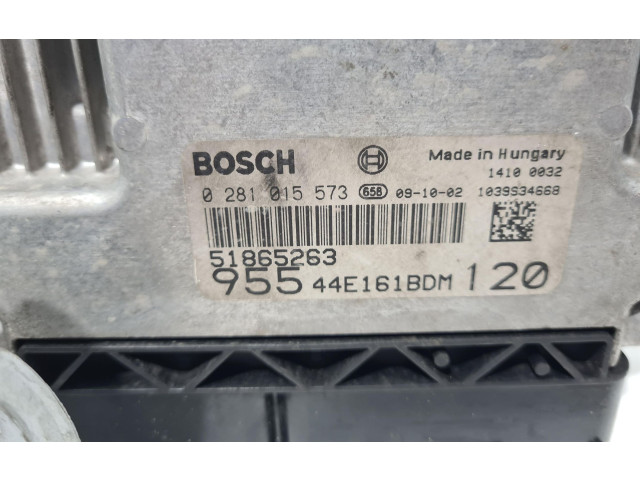 BOSCH Made in Hungary
1410 0032
0 281 015 573 658 09-10-02 1039S34668
51865263
955 44E161BDM 120